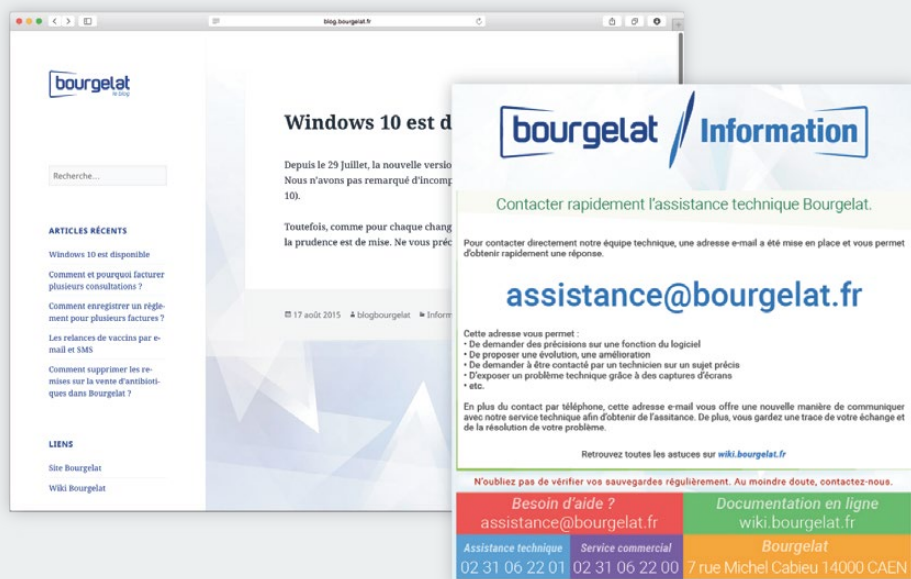 blog.bourgelat.fr
bourgelat
le blog
Recherche...
ARTICLES RÉCENTS
Windows 10 est disponible
Comment et pourquoi facturer
plusieurs consultations ?
Comment enregistrer un règle-
ment pour plusieurs factures ?
Les relances de vaccins par e-
mail et SMS
Comment supprimer les re-
mises sur la vente d'antibioti-
ques dans Bourgelat ?
LIENS
Site Bourgelat
Wiki Bourgelat
Windows 10 est d
Depuis le 29 Juillet, la nouvelle versio
Nous n'avons pas remarqué d'incomp
10).
Toutefois, comme pour chaque chang
la prudence est de mise. Ne vous préc
17 août 2015 blogbourgelat Inform
bourgelat Information
Contacter rapidement l'assistance technique Bourgelat.
Pour contacter directement notre équipe technique, une adresse e-mail a été mise en place et vous permet
d'obtenir rapidement une réponse.
assistance@bourgelat.fr
Cette adresse vous permet :
• De demander des précisions sur une fonction du logiciel
• De proposer une évolution, une amélioration
• De demander à être contacté par un technicien sur un sujet précis
• D'exposer un problème technique grâce à des captures d'écrans
• etc.
En plus du contact par téléphone, cette adresse e-mail vous offre une nouvelle manière de communiquer
avec notre service technique afin d'obtenir de l'assitance. De plus, vous gardez une trace de votre échange et
de la résolution de votre problème.
Retrouvez toutes les astuces sur wiki.bourgelat.fr
N'oubliez pas de vérifier vos sauvegardes régulièrement. Au moindre doute, contactez-nous.
Besoin d'aide ?
assistance@bourgelat.fr
Documentation en ligne
wiki.bourgelat.fr
Assistance technique
02 31 06 22 01
Service commercial
02 31 06 22 00
Bourgelat
7 rue Michel Cabieu 14000 CAEN